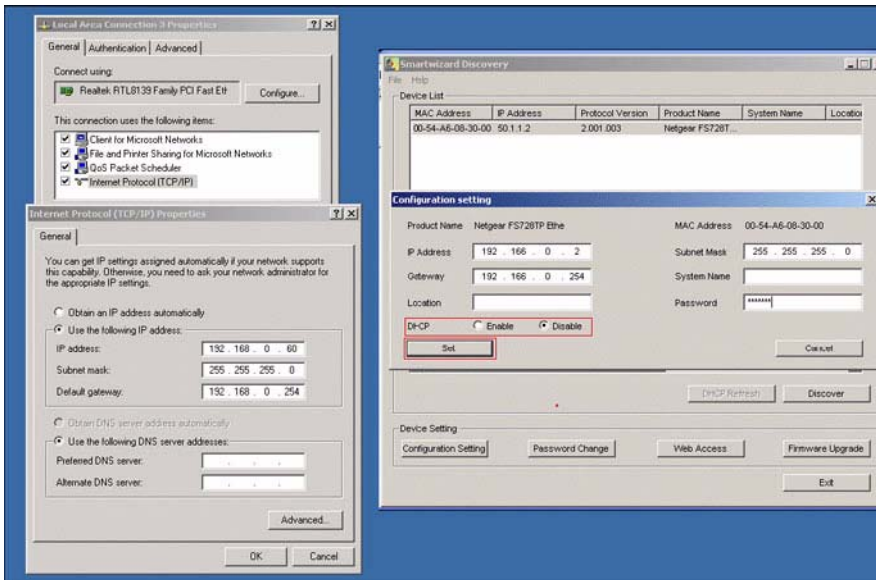 Local Area Connection 3 Properties
General Authentication Advanced
Connect using:
Realtek RTL8139 Family PCI Fast Eth
Configure...
This connection uses the following items:
Client for Microsoft Networks
File and Printer Sharing for Microsoft Networks
QoS Packet Scheduler
Internet Protocol (TCP/IP)
Internet Protocol (TCP/IP) Properties
General
You can get IP settings assigned automatically if your network supports
this capability. Otherwise, you need to ask your network administrator for
the appropriate IP settings.
Obtain an IP address automatically
Use the following IP address:
IP address: 192 . 168 . 0 . 60
Subnet mask: 255 . 255 . 255 . 0
Default gateway: 192 . 168 . 0 . 254
Obtain DNS server address automatically
Use the following DNS server addresses:
Preferred DNS server:
Alternate DNS server:
Advanced...
OK Cancel
Smartwizard Discovery
File Help
Device List
MAC Address IP Address Protocol Version Product Name System Name Location
00-54-A6-08-30-00 50.1.1.2 2.001.003 Netgear FS728T...
Configuration setting
Product Name Netgear FS728TP Ethe MAC Address 00-54-A6-08-30-00
IP Address 192 . 166 . 0 . 2 Subnet Mask 255 . 255 . 255 . 0
Gateway 192 . 166 . 0 . 254 System Name
Location Password *******
DHCP Enable Disable
Set Cancel
DHCP Refresh Discover
Device Setting
Configuration Setting Password Change Web Access Firmware Upgrade
Exit